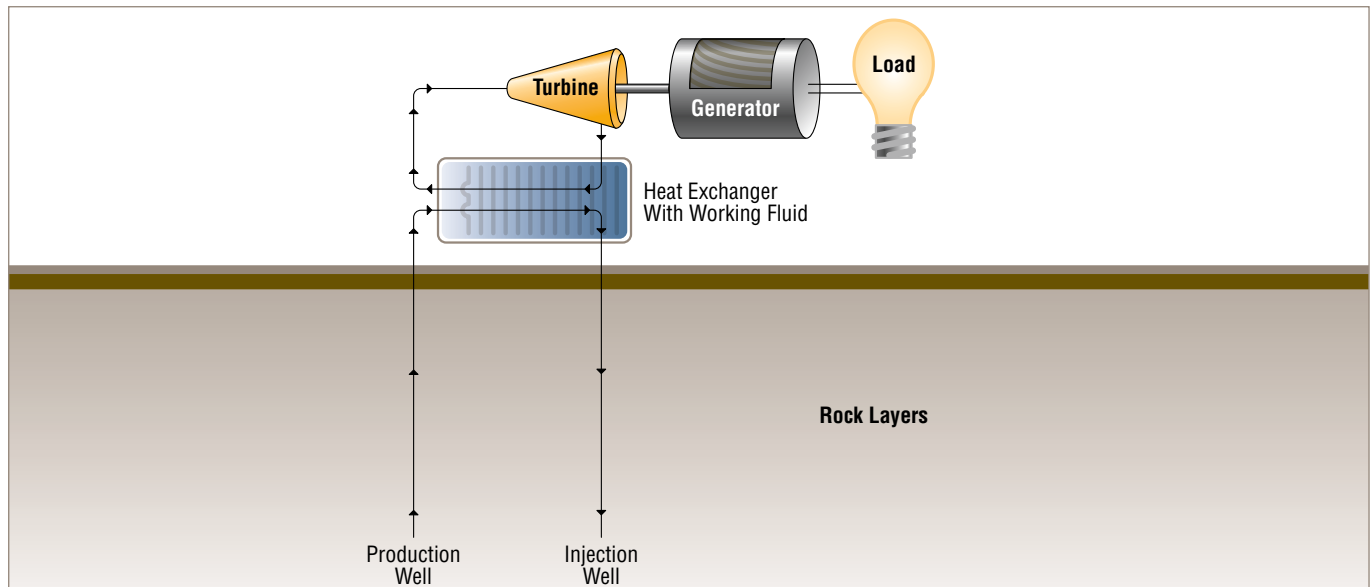 Turbine
Generator
Load
Heat Exchanger
With Working Fluid
Rock Layers
Production
Well
Injection
Well